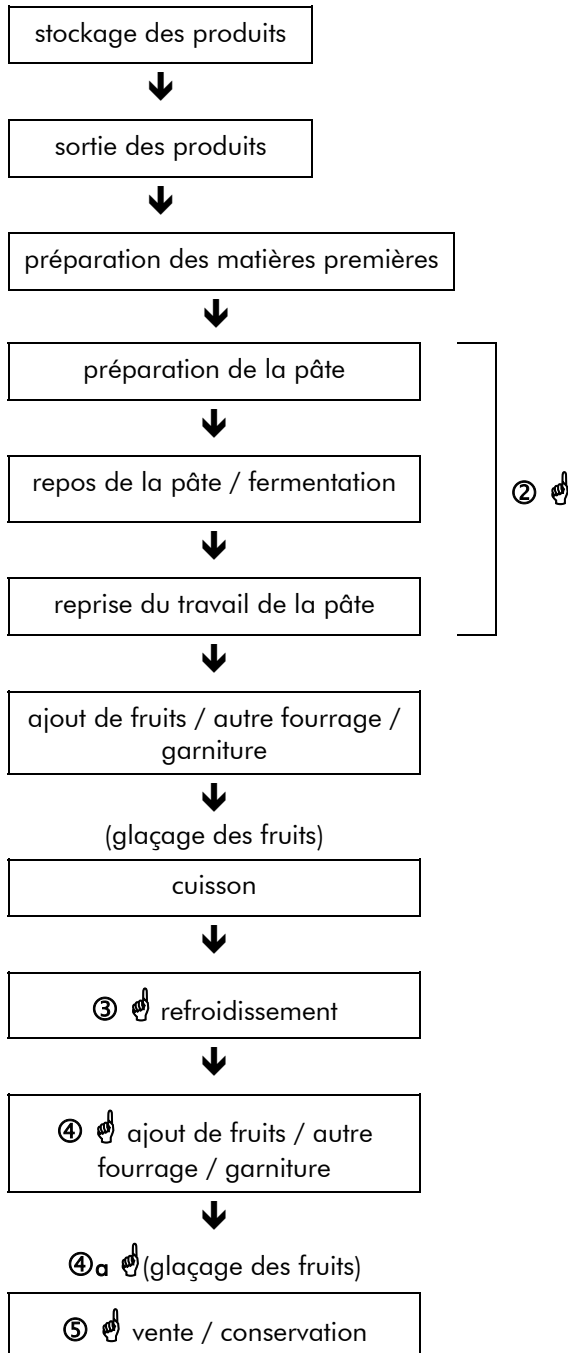 stockage des produits
sortie des produits
préparation des matières premières
préparation de la pâte
repos de la pâte / fermentation
②
reprise du travail de la pâte
ajout de fruits / autre fourrage /
garniture
(glaçage des fruits)
cuisson
③ refroidissement
④ ajout de fruits / autre
fourrage / garniture
④a (glaçage des fruits)
⑤ vente / conservation